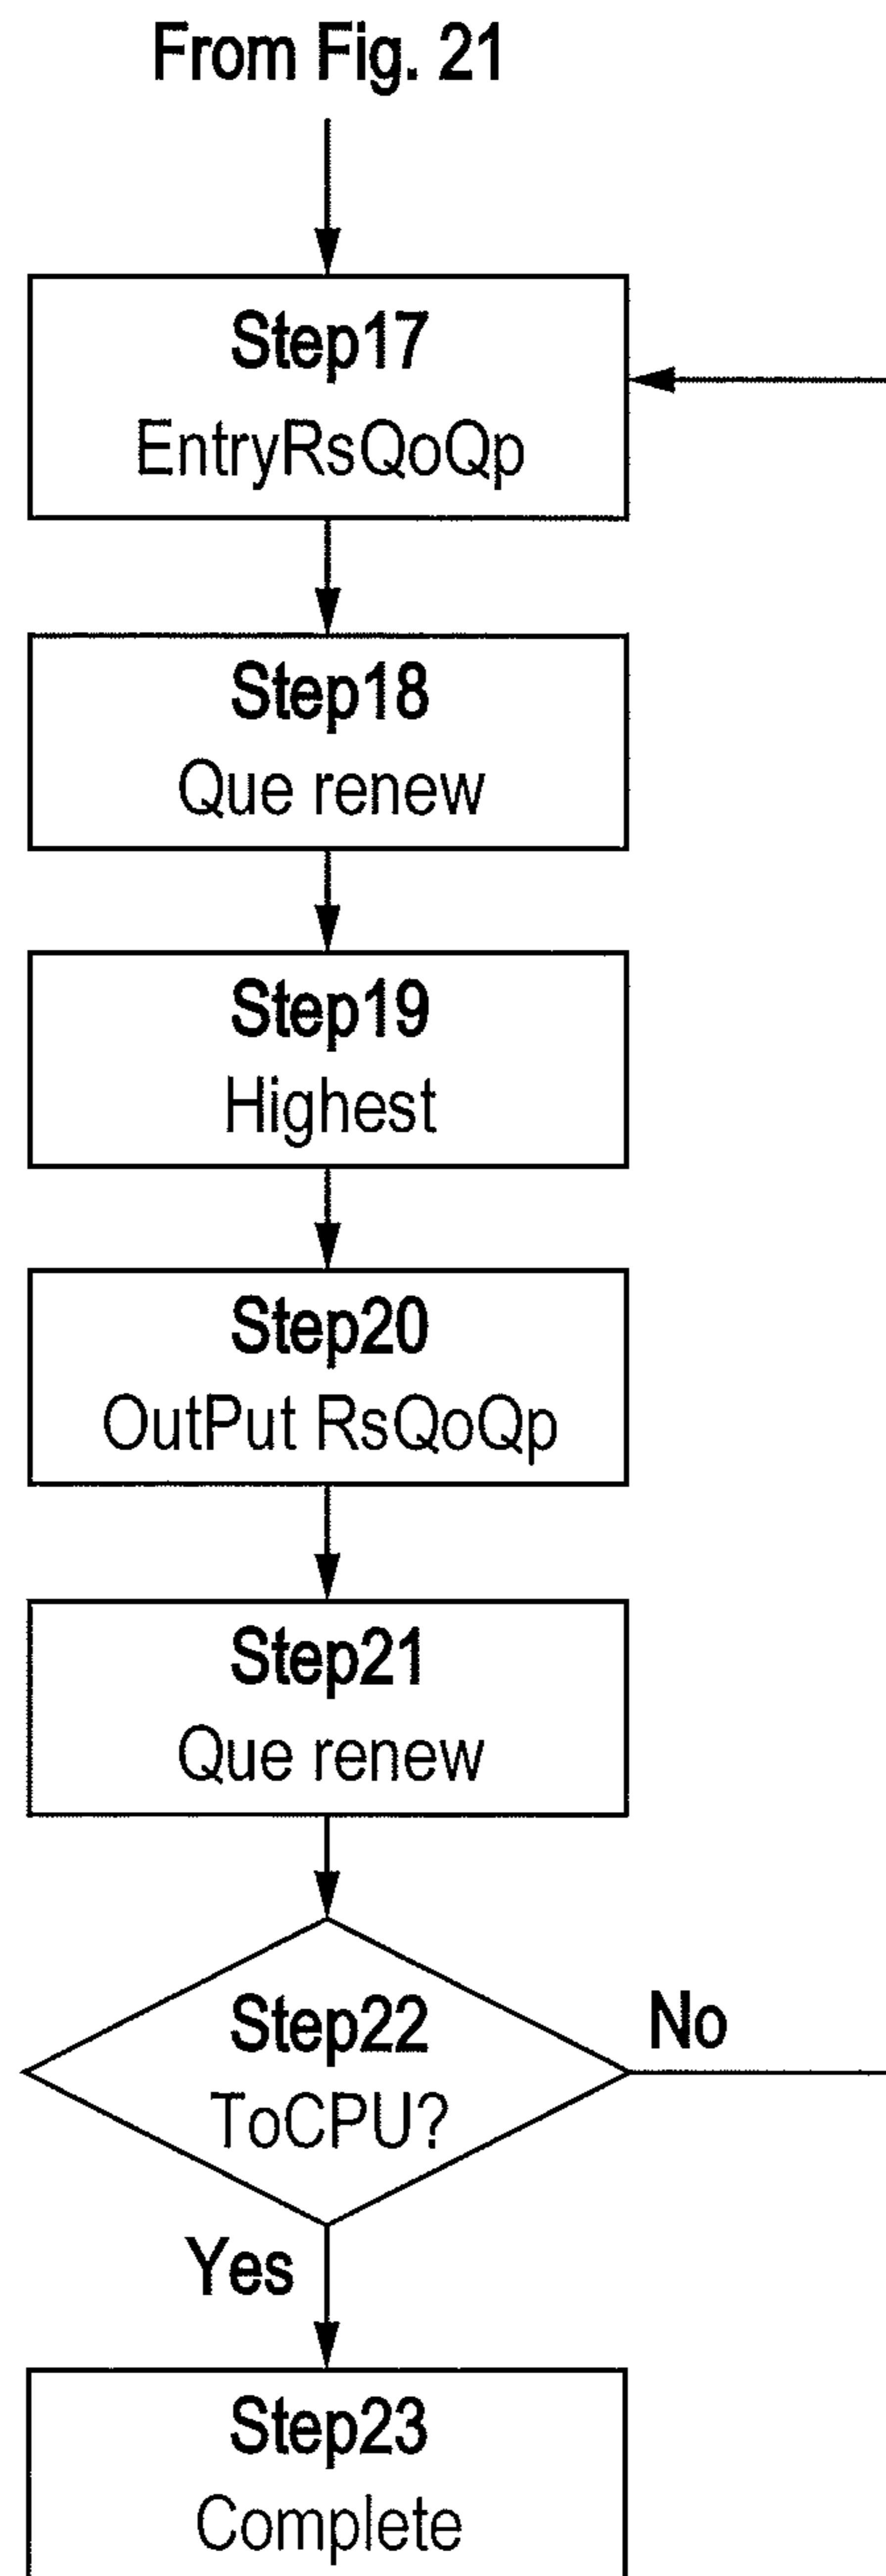 From Fig. 21
Step17
EntryRsQoQp
Step18
Que renew
Step19
Highest
Step20
OutPut RsQoQp
Step21
Que renew
Step22
ToCPU?
No
Yes
Step23
Complete